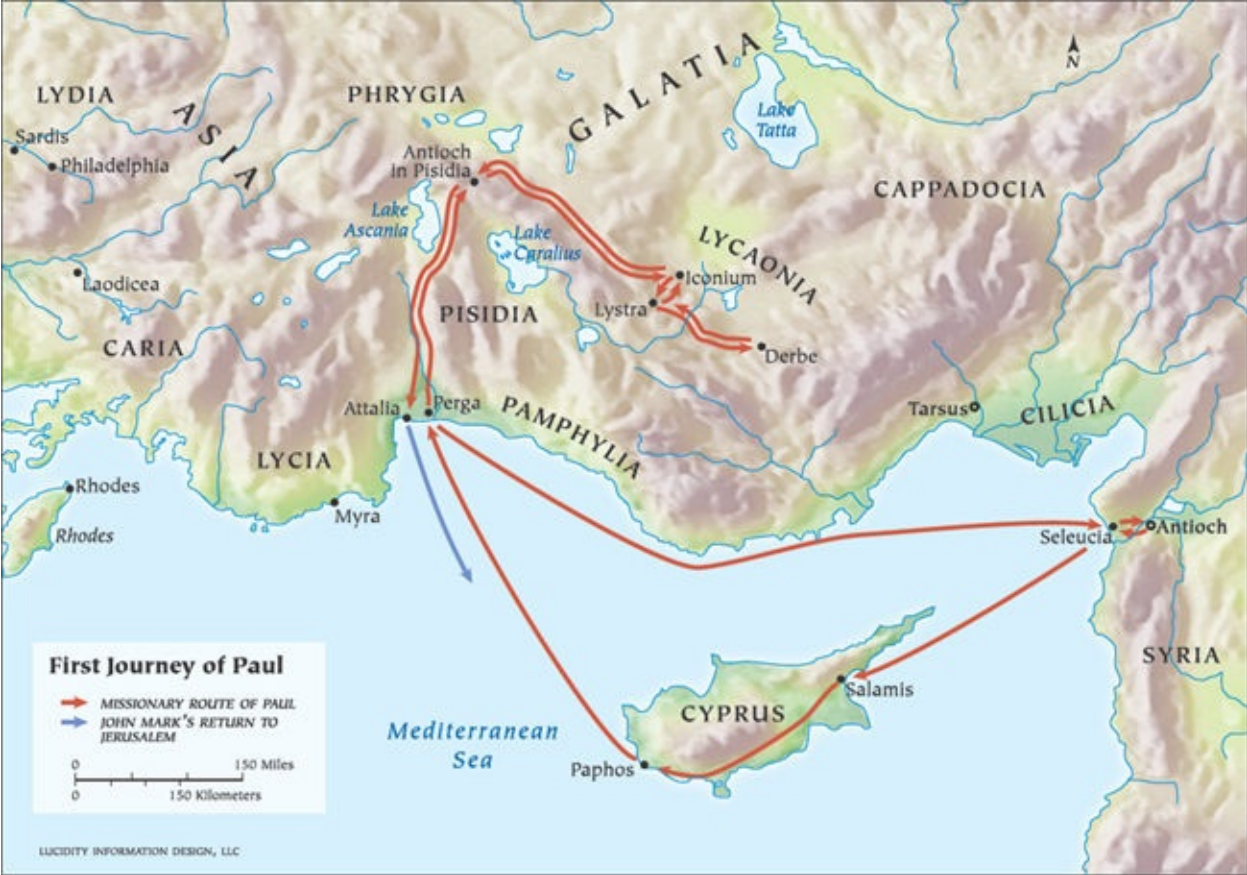 LYDIA
ASIA
PHRYGIA
GALATIA
N
Lake
Tatta
Sardis
Philadelphia
Antioch
in Pisidia
CAPPADOCIA
Lake
Ascania
Lake
Caralius
LYCAONIA
Iconium
Laodicea
PISIDIA
Lystra
CARIA
Derbe
Attalia
Perga
PAMPHYLIA
Tarsus
CILICIA
LYCIA
Rhodes
Myra
Rhodes
Seleucia
Antioch
SYRIA
First Journey of Paul
MISSIONARY ROUTE OF PAUL
JOHN MARK'S RETURN TO
JERUSALEM
0 150 Miles
0 150 Kilometers
Salamis
CYPRUS
Mediterranean
Sea
Paphos
LUCIDITY INFORMATION DESIGN, LLC